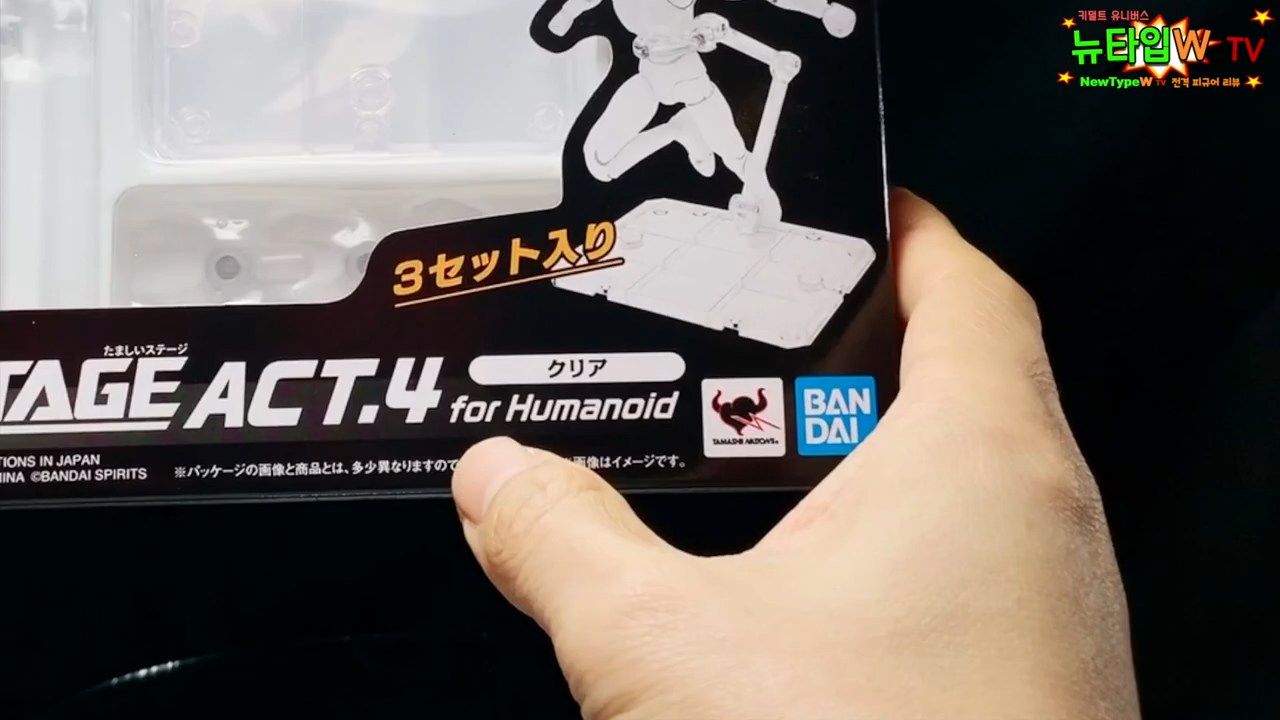 키덜트 유니버스
뉴타입W TV
NewTypeW TV 전격 피규어 리뷰
3セット入り
たましいステージ
TAGE ACT.4
クリア
for Humanoid
TAMASHII NATIONS
BAN
DAI
TIONS IN JAPAN
INA ©BANDAI SPIRITS
※パッケージの画像と商品とは、多少異なりますので
画像はイメージです。